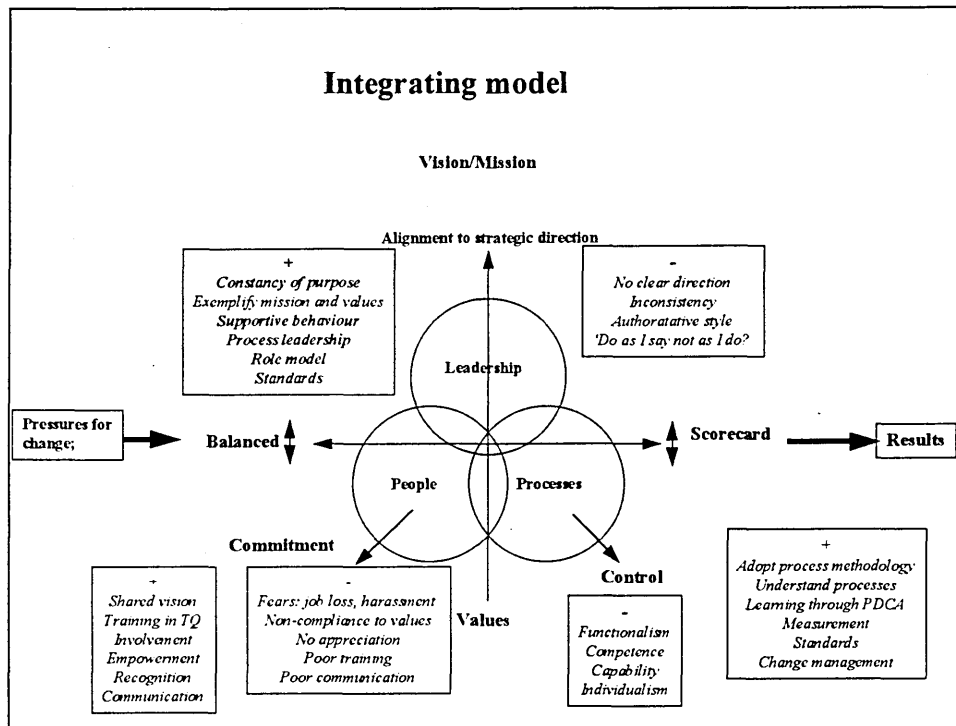 Integrating model
Vision/Mission
Alignment to strategic direction
+
Constancy of purpose
Exemplify mission and values
Supportive behaviour
Process leadership
Role model
Standards
-
No clear direction
Inconsistency
Authoratative style
'Do as I say not as I do?
Leadership
Pressures for
change;
Balanced
Scorecard
Results
People
Processes
Commitment
Control
Values
+
Shared vision
Training in TQ
Involvement
Empowerment
Recognition
Communication
-
Fears: job loss, harassment
Non-compliance to values
No appreciation
Poor training
Poor communication
-
Functionalism
Competence
Capability
Individualism
+
Adopt process methodology
Understand processes
Learning through PDCA
Measurement
Standards
Change management